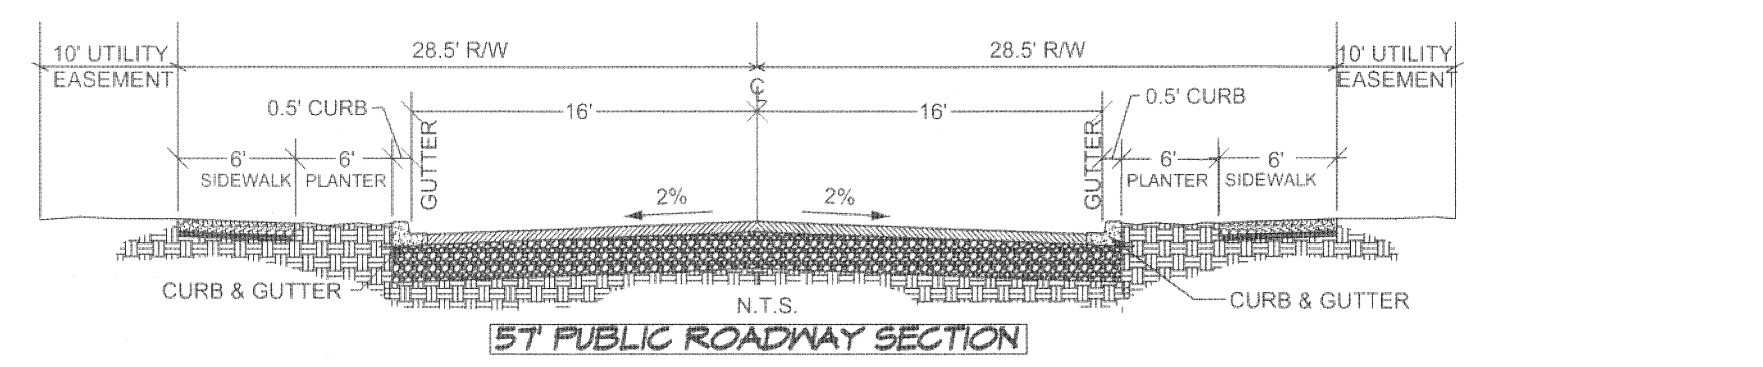 10' UTILITY
EASEMENT
28.5' R/W
28.5' R/W
10' UTILITY
EASEMENT
0.5' CURB
16'
℄
16'
0.5' CURB
GUTTER
GUTTER
6'
SIDEWALK
6'
PLANTER
6'
PLANTER
6'
SIDEWALK
2%
2%
CURB & GUTTER
N.T.S.
CURB & GUTTER
57' PUBLIC ROADWAY SECTION